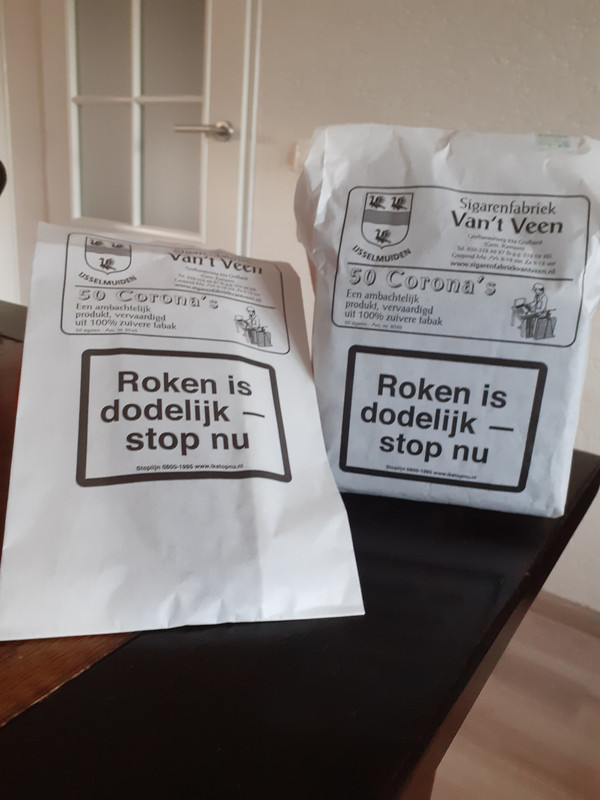 Van't Veen
IJSSELMUIDEN
50 Corona's
Een ambachtelijk
produkt, vervaardigd
uit 100% zuivere tabak
Roken is
dodelijk —
stop nu
Stoplijn 0800-1995 www.ikstopnu.nl
Sigarenfabriek
Van't Veen
IJSSELMUIDEN
www.sigarenfabriekvantveen.nl
50 Corona's
Een ambachtelijk
produkt, vervaardigd
uit 100% zuivere tabak
Roken is
dodelijk —
stop nu
Stoplijn 0800-1995 www.ikstopnu.nl